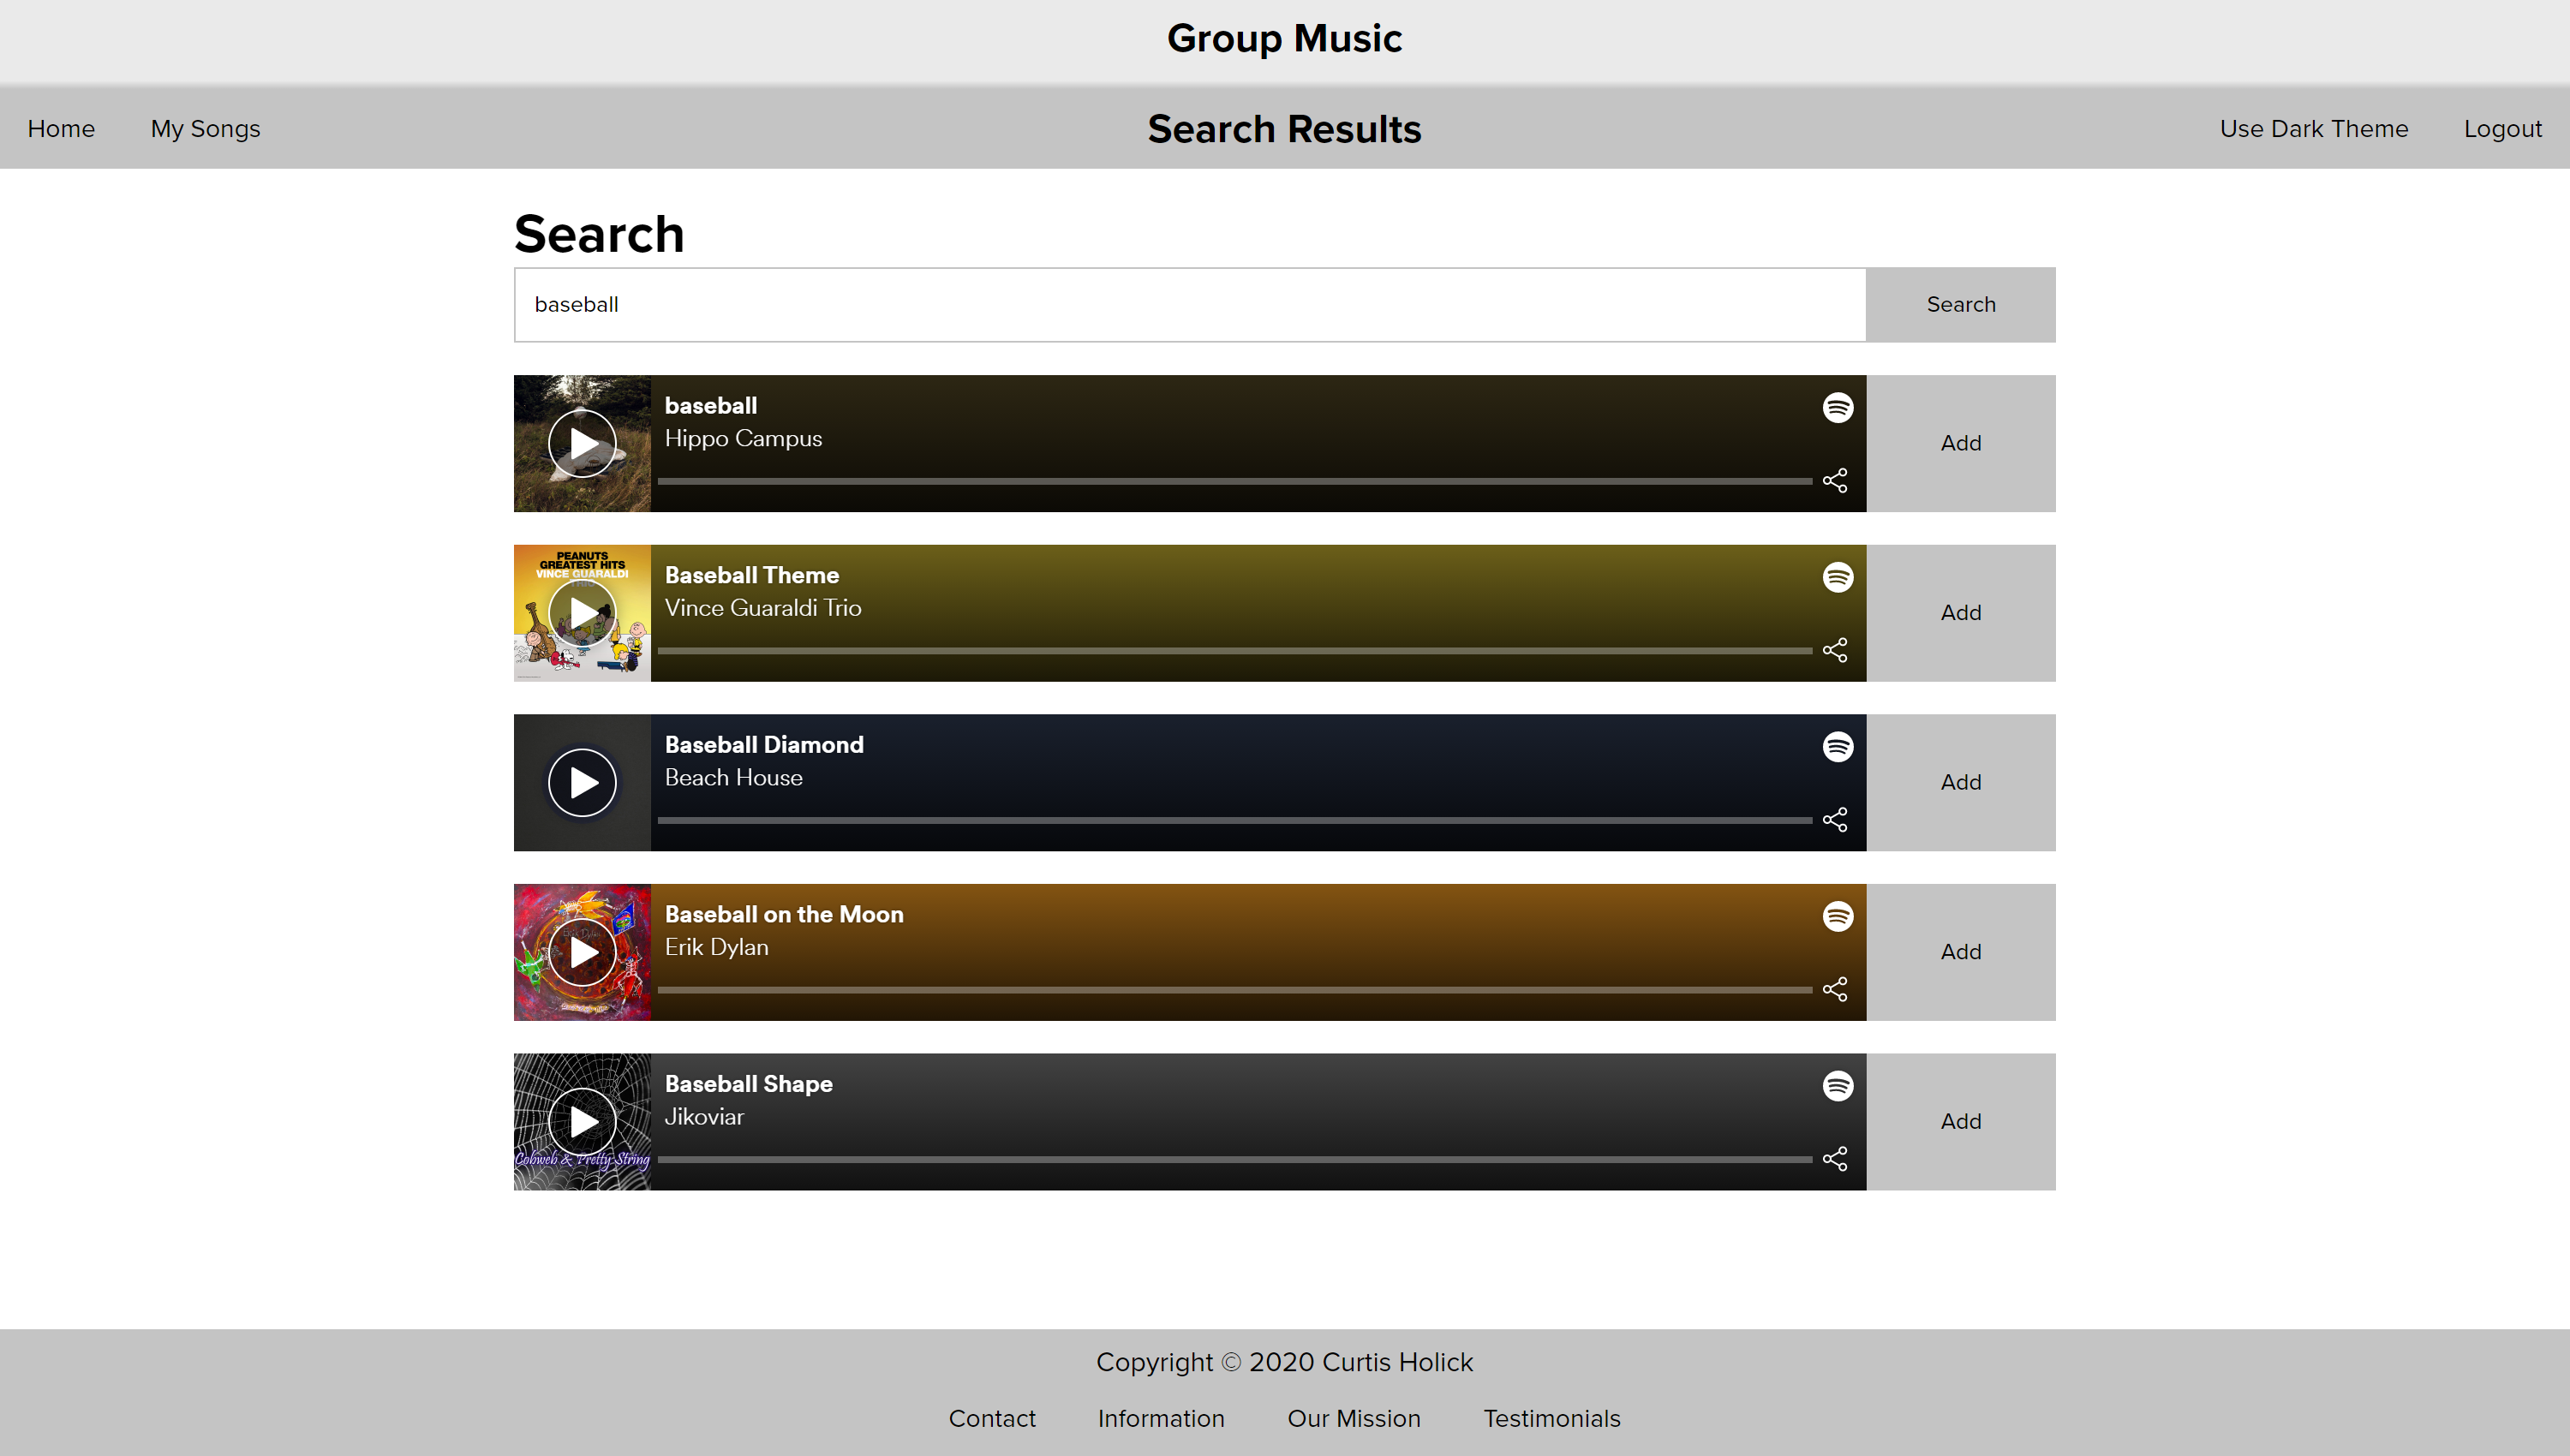 Group Music
Home
My Songs
Search Results
Use Dark Theme
Logout
Search
baseball
Search
baseball
Hippo Campus
Add
PEANUTS
GREATEST HITS
VINCE GUARALDI
TRIO
Baseball Theme
Vince Guaraldi Trio
Add
Baseball Diamond
Beach House
Add
Erik Dylan
Baseball on the Moon
Erik Dylan
Add
Cobweb & Pretty String
Baseball Shape
Jikoviar
Add
Copyright © 2020 Curtis Holick
Contact
Information
Our Mission
Testimonials